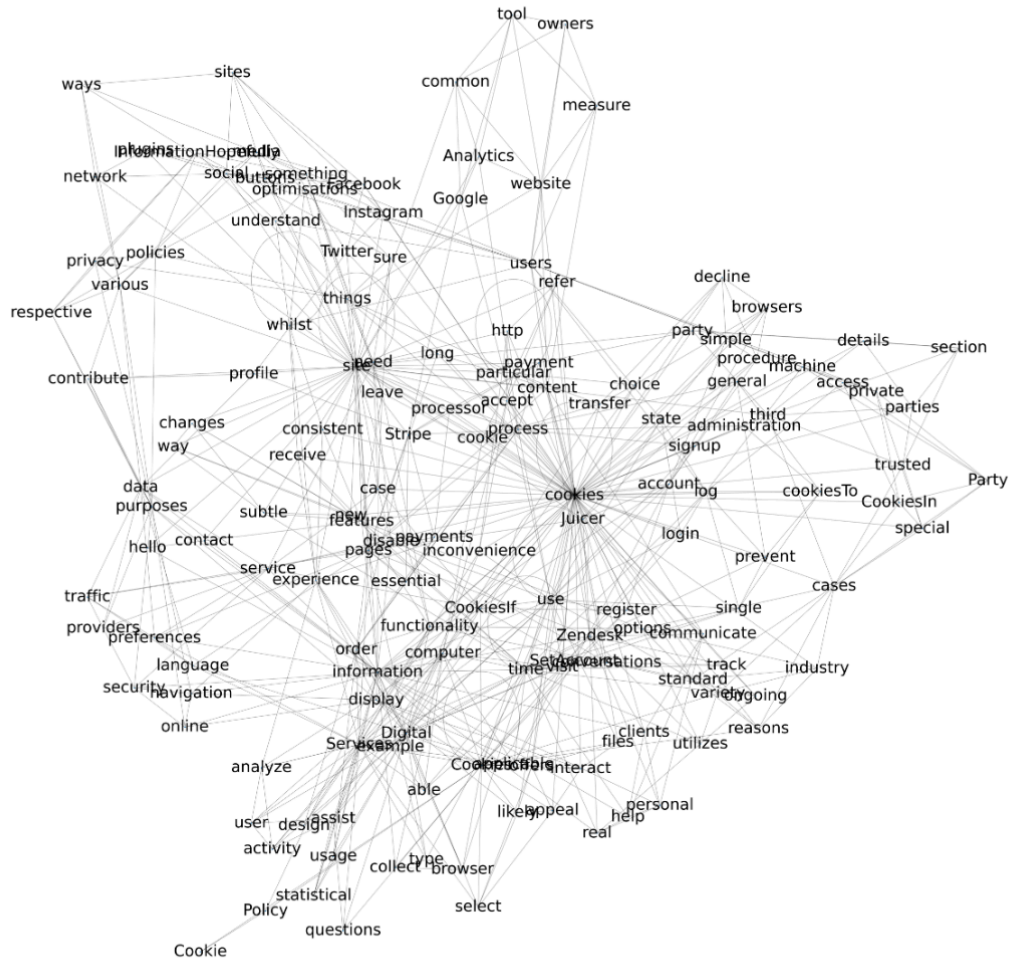 tool
owners
sites
ways
common
measure
plugins
InformationHopefully
media
Analytics
network
social
something
buttons
optimisations
Facebook
website
Google
Instagram
understand
policies
Twitter
sure
privacy
users
various
refer
decline
things
browsers
respective
whilst
http
party
simple
details
section
long
procedure
site
need
payment
machine
particular
profile
contribute
general
access
content
choice
private
leave
accept
transfer
processor
parties
third
state
changes
administration
consistent
process
Stripe
cookie
way
signup
receive
trusted
Party
data
case
account
log
cookiesTo
cookies
CookiesIn
purposes
subtle
new
features
Juicer
special
login
contact
disable
payments
hello
pages
inconvenience
prevent
service
experience
essential
cases
traffic
use
CookiesIf
register
single
providers
functionality
options
preferences
Zendesk
communicate
order
computer
language
SetAccount
conversations
visit
time
track
industry
information
standard
security
navigation
variety
ongoing
display
online
reasons
Digital
clients
Services
example
files
utilizes
analyze
applicable
offers
interact
able
personal
likely
appeal
help
user
design
assist
real
activity
usage
type
collect
browser
statistical
select
Policy
questions
Cookie